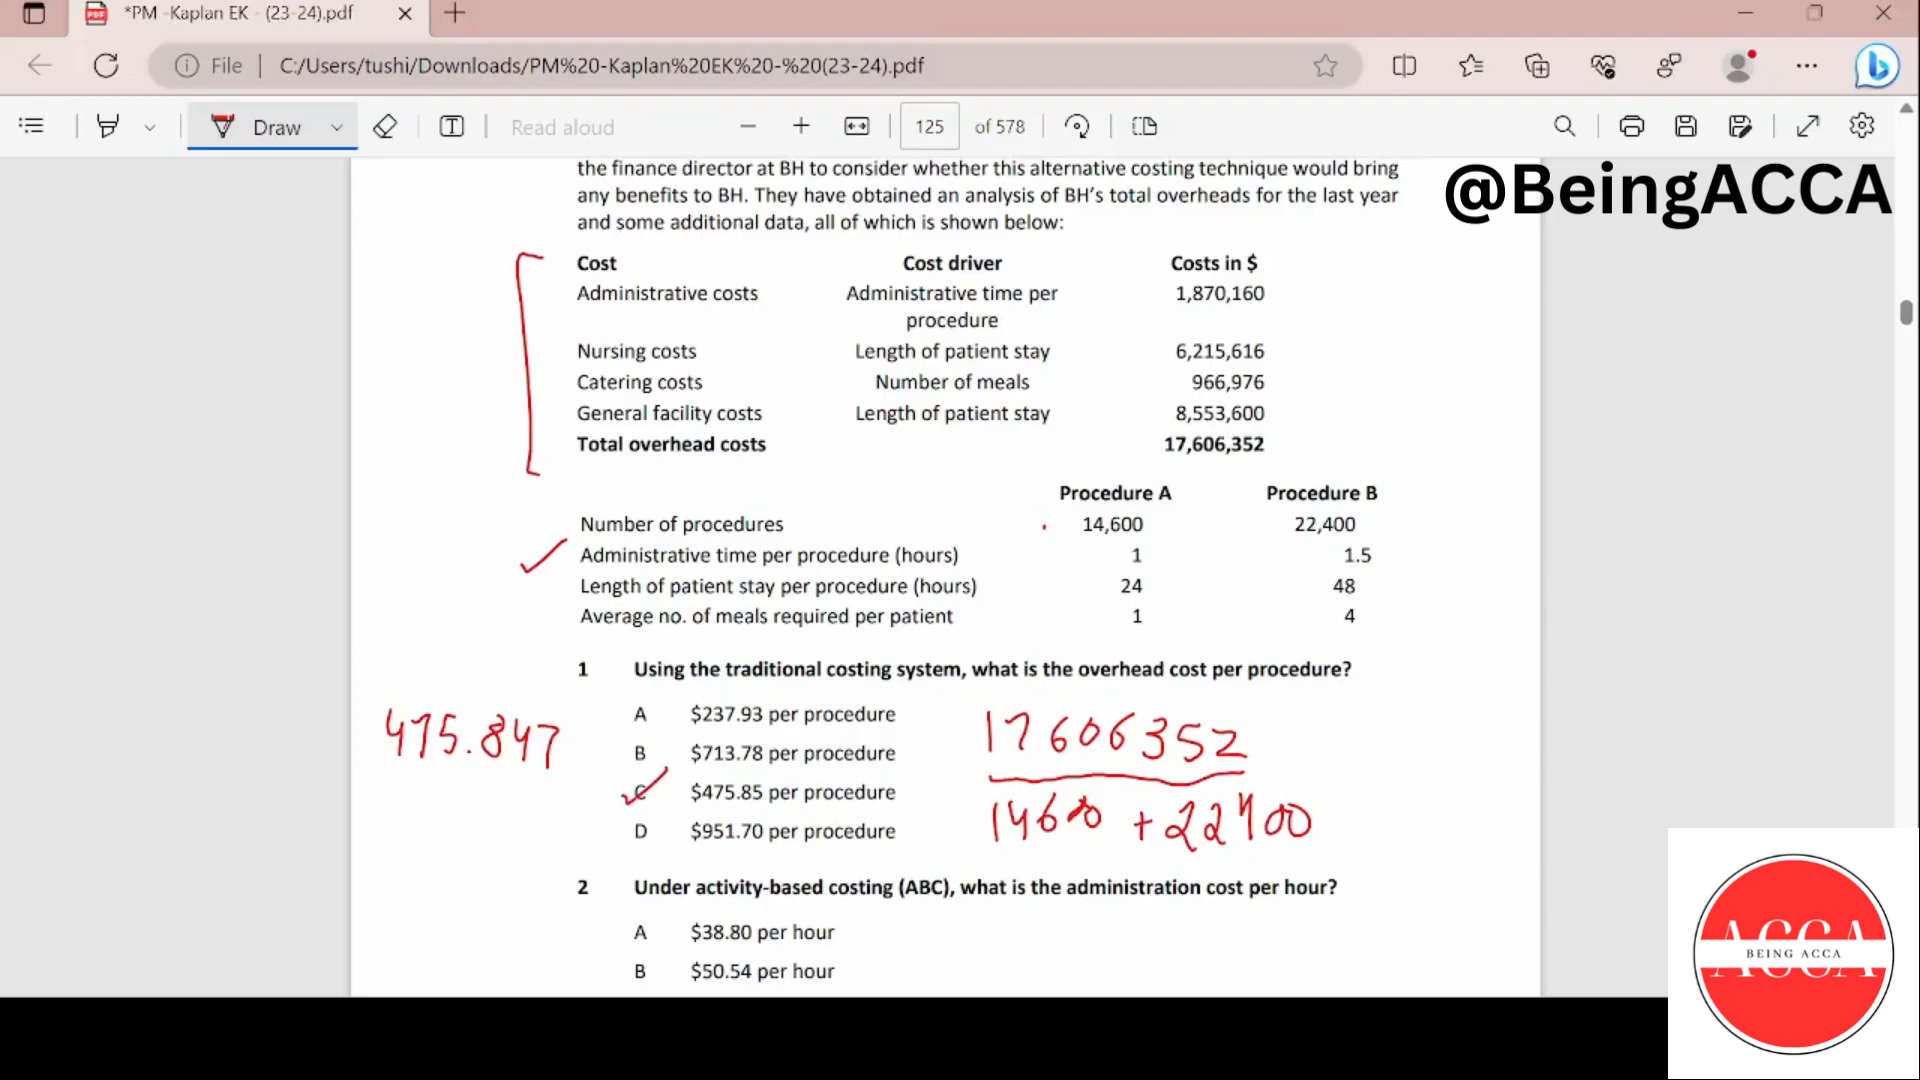 *PM -Kaplan EK - (23-24).pdf
File | C:/Users/tushi/Downloads/PM%20-Kaplan%20EK%20-%20(23-24).pdf
Draw Read aloud 125 of 578
@BeingACCA
the finance director at BH to consider whether this alternative costing technique would bring
any benefits to BH. They have obtained an analysis of BH's total overheads for the last year
and some additional data, all of which is shown below:
Cost Cost driver Costs in $
Administrative costs Administrative time per 1,870,160
procedure
Nursing costs Length of patient stay 6,215,616
Catering costs Number of meals 966,976
General facility costs Length of patient stay 8,553,600
Total overhead costs 17,606,352
Procedure A Procedure B
Number of procedures 14,600 22,400
Administrative time per procedure (hours) 1 1.5
Length of patient stay per procedure (hours) 24 48
Average no. of meals required per patient 1 4
1 Using the traditional costing system, what is the overhead cost per procedure?
475.847
A $237.93 per procedure
B $713.78 per procedure
C $475.85 per procedure
D $951.70 per procedure
17606352
14600 + 22400
2 Under activity-based costing (ABC), what is the administration cost per hour?
A $38.80 per hour
B $50.54 per hour
ACCA
BEING ACCA